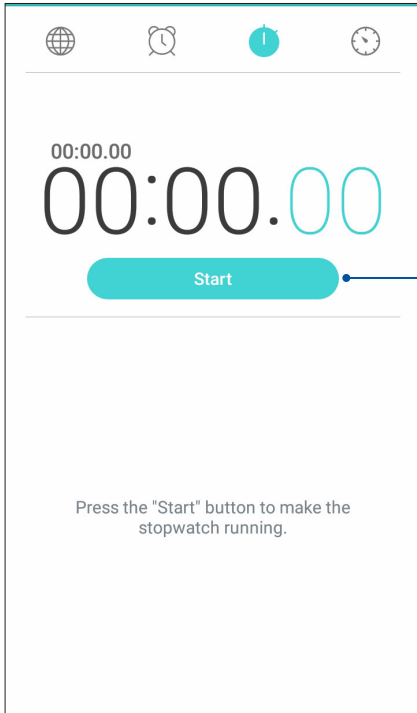 00:00.00
00:00.00
Start
Press the "Start" button to make the
stopwatch running.